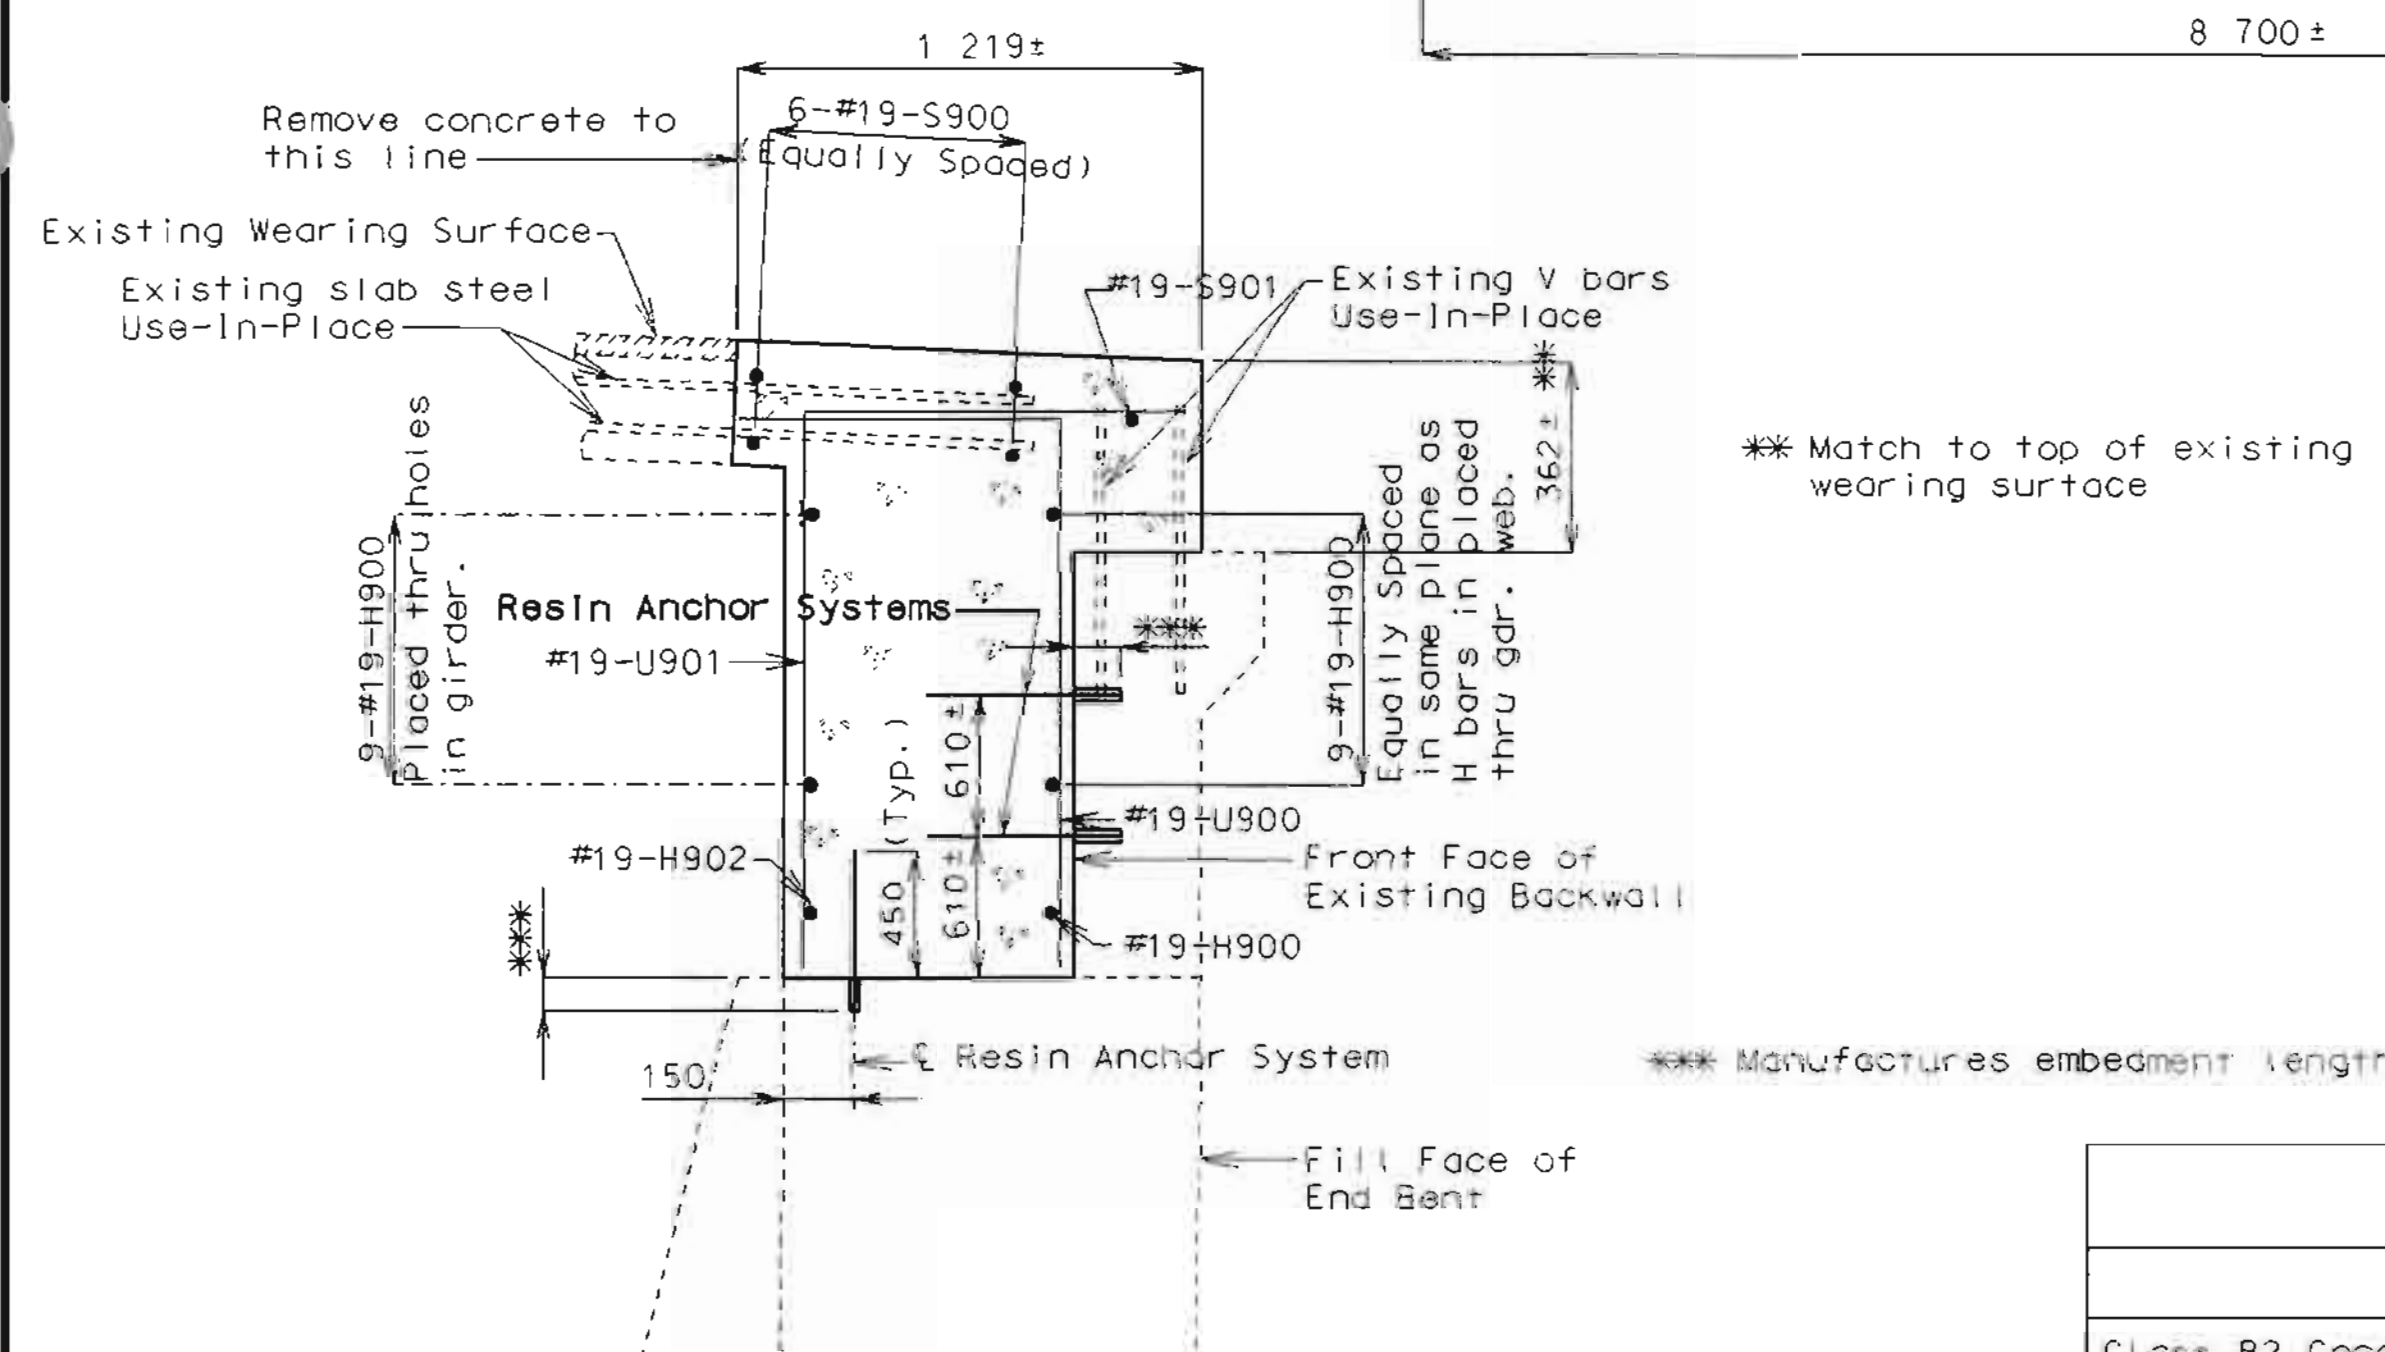 8 700±
1 219±
6-#19-S900
(Equally Spaced)
Remove concrete to
this line
Existing Wearing Surface
Existing slab steel
Use-In-Place
#19-S901
Existing V bars
Use-In-Place
**
362±
** Match to top of existing
wearing surface
9-#19-H900
Placed thru holes
in girder.
Resin Anchor Systems
#19-U901
***
9-#19-H900
Equally Spaced
in same plane as
H bars in placed
thru gdr. web.
(Typ.)
610±
#19-U900
#19-H902
450
610±
Front Face of
Existing Backwall
#19-H900
***
℄ Resin Anchor System
150
*** Manufactures embedment length
Fill Face of
End Bent
Class B2